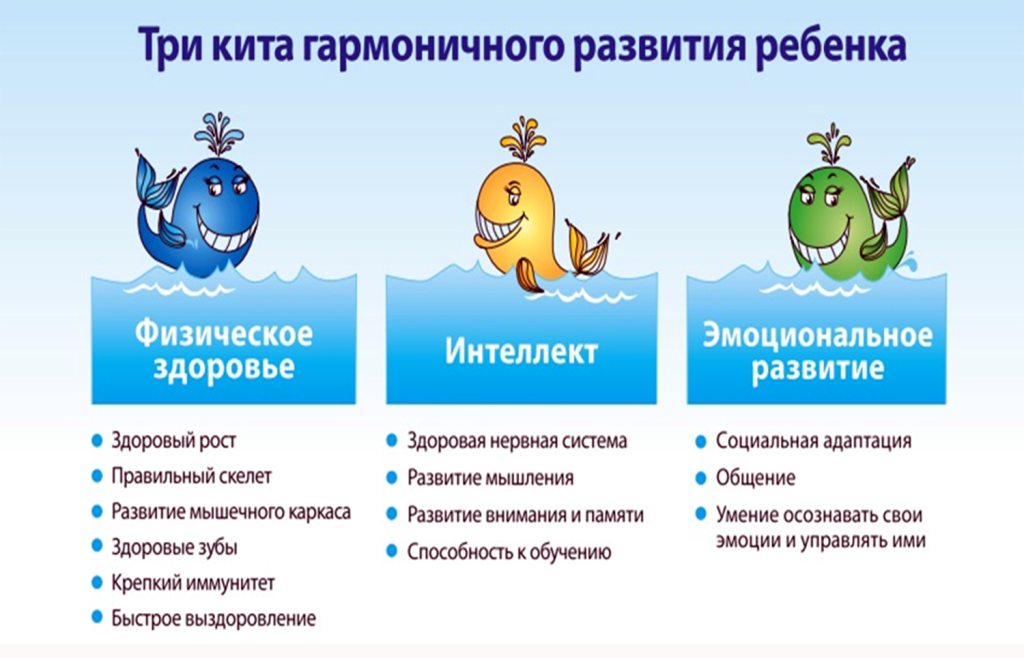 Три кита гармоничного развития ребенка
Физическое
здоровье
Здоровый рост
Правильный скелет
Развитие мышечного каркаса
Здоровые зубы
Крепкий иммунитет
Быстрое выздоровление
Интеллект
Здоровая нервная система
Развитие мышления
Развитие внимания и памяти
Способность к обучению
Эмоциональное
развитие
Социальная адаптация
Общение
Умение осознавать свои
эмоции и управлять ими